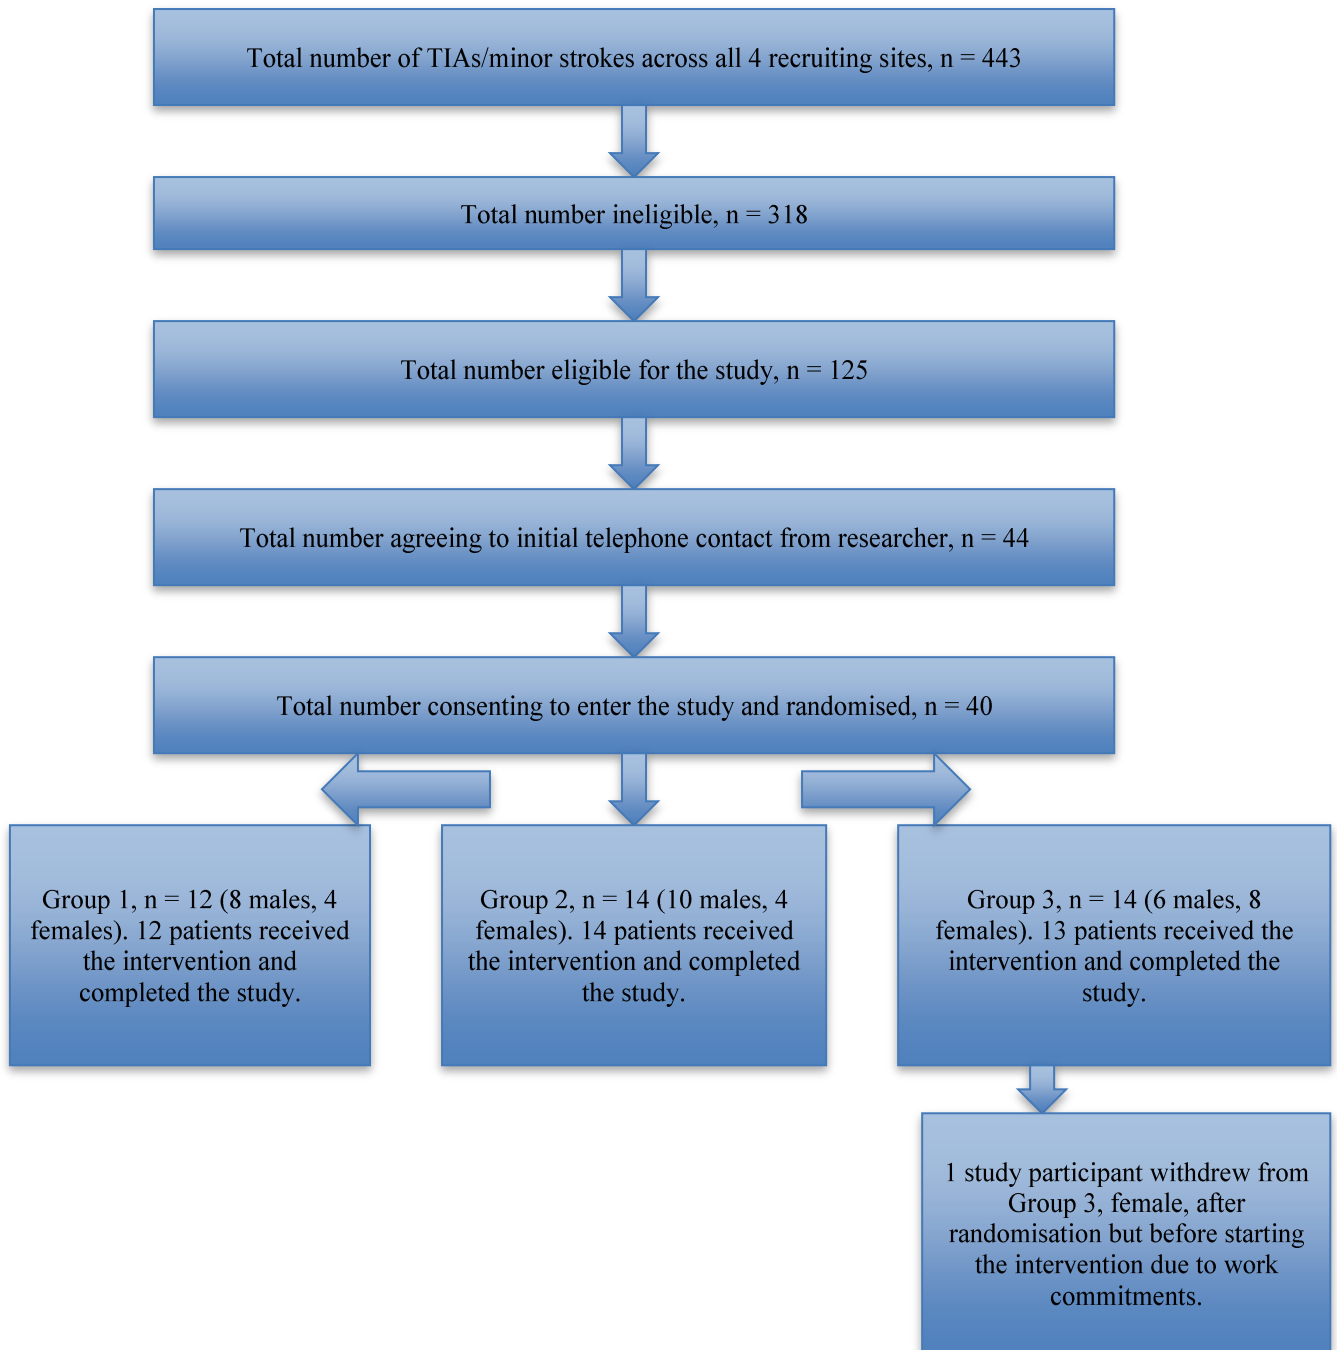 Total number of TIAs/minor strokes across all 4 recruiting sites, n = 443
Total number ineligible, n = 318
Total number eligible for the study, n = 125
Total number agreeing to initial telephone contact from researcher, n = 44
Total number consenting to enter the study and randomised, n = 40
Group 1, n = 12 (8 males, 4
females). 12 patients received
the intervention and
completed the study.
Group 2, n = 14 (10 males, 4
females). 14 patients received
the intervention and completed
the study.
Group 3, n = 14 (6 males, 8
females). 13 patients received the
intervention and completed the
study.
1 study participant withdrew from
Group 3, female, after
randomisation but before starting
the intervention due to work
commitments.